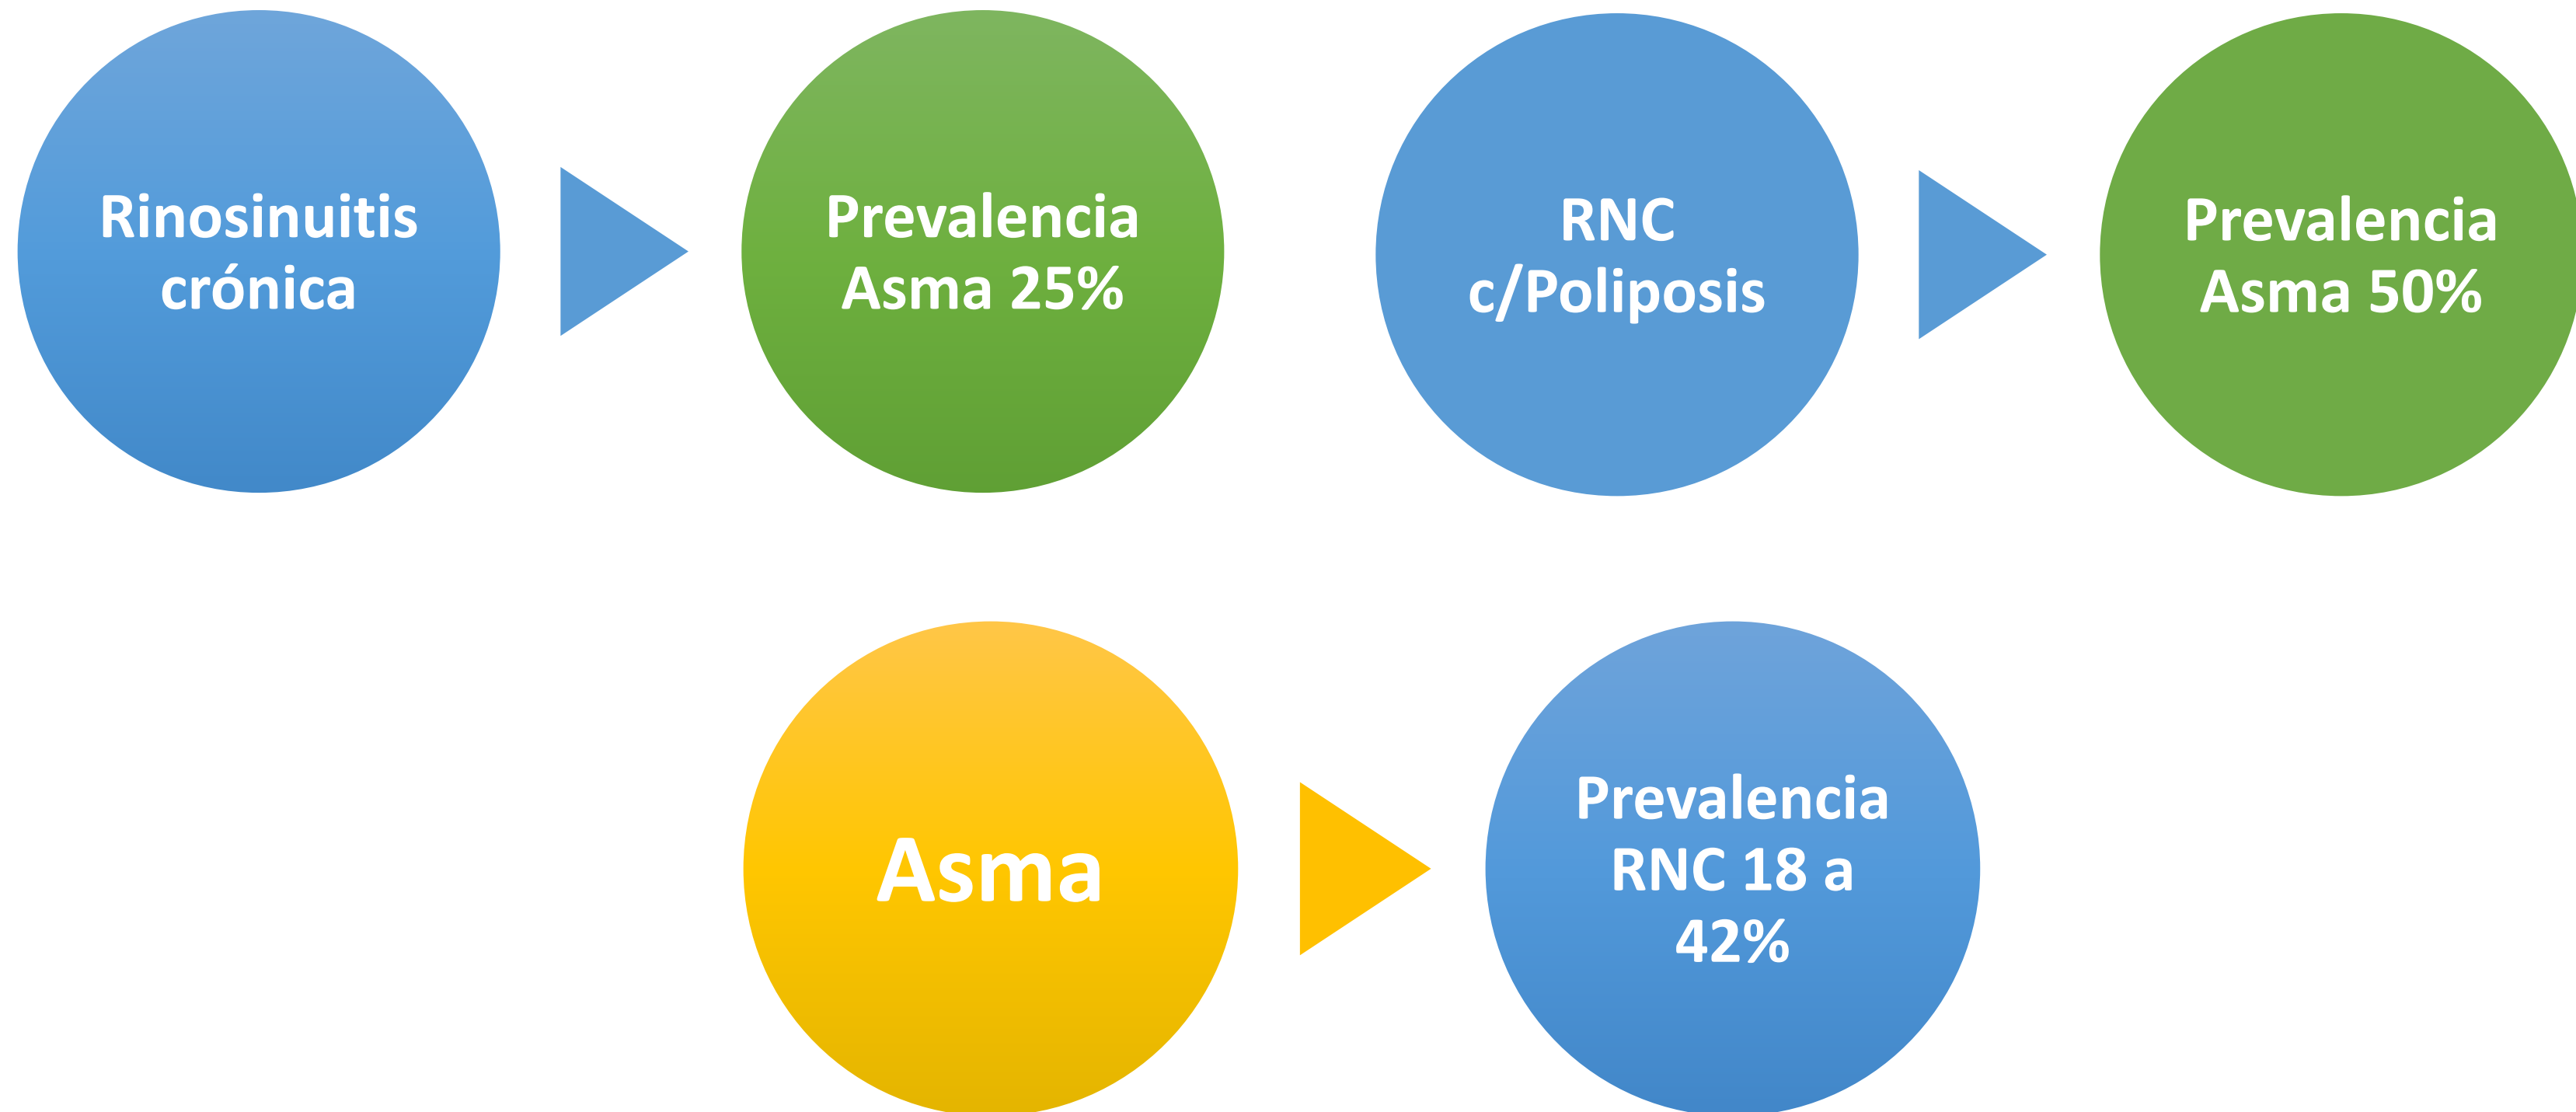 Rinosinuitis
crónica
Prevalencia
Asma 25%
RNC
c/Poliposis
Prevalencia
Asma 50%
Asma
Prevalencia
RNC 18 a
42%